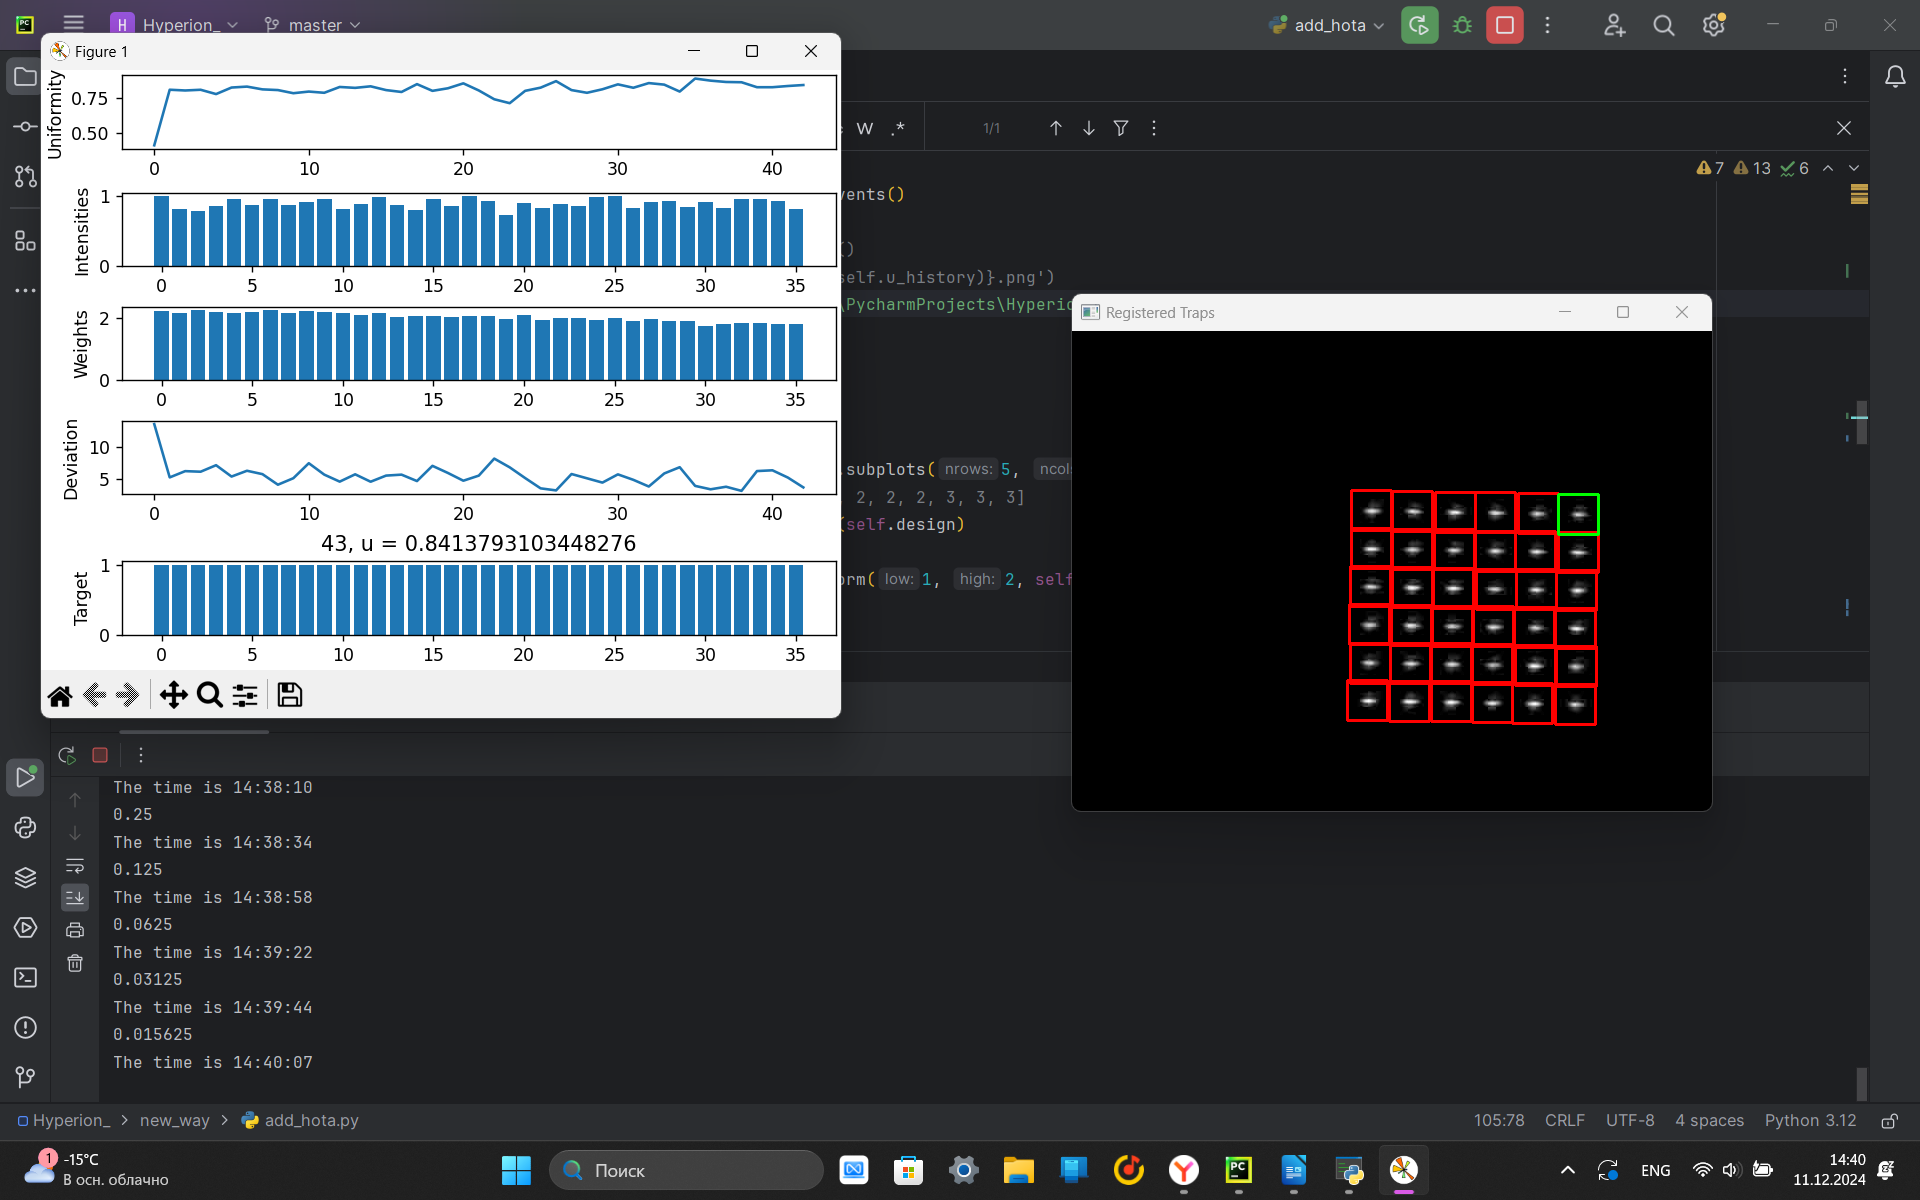 PC
H
Hyperion_
master
add_hota
Figure 1
Uniformity
0.75
0.50
0 10 20 30 40
Intensities
1
0
0 5 10 15 20 25 30 35
Weights
2
0
0 5 10 15 20 25 30 35
Deviation
10
5
0 10 20 30 40
43, u = 0.8413793103448276
Target
1
0
0 5 10 15 20 25 30 35
W .*
1/1
7 13 6
vents()
()
self.u_history)}.png')
\PycharmProjects\Hyperio
.subplots( nrows: 5, ncols
, 2, 2, 2, 3, 3, 3]
(self.design)
orm( low: 1, high: 2, self
Registered Traps
The time is 14:38:10
0.25
The time is 14:38:34
0.125
The time is 14:38:58
0.0625
The time is 14:39:22
0.03125
The time is 14:39:44
0.015625
The time is 14:40:07
Hyperion_ > new_way > add_hota.py
105:78 CRLF UTF-8 4 spaces Python 3.12
1
-15°C
В осн. облачно
Поиск
PC
ENG
14:40
11.12.2024